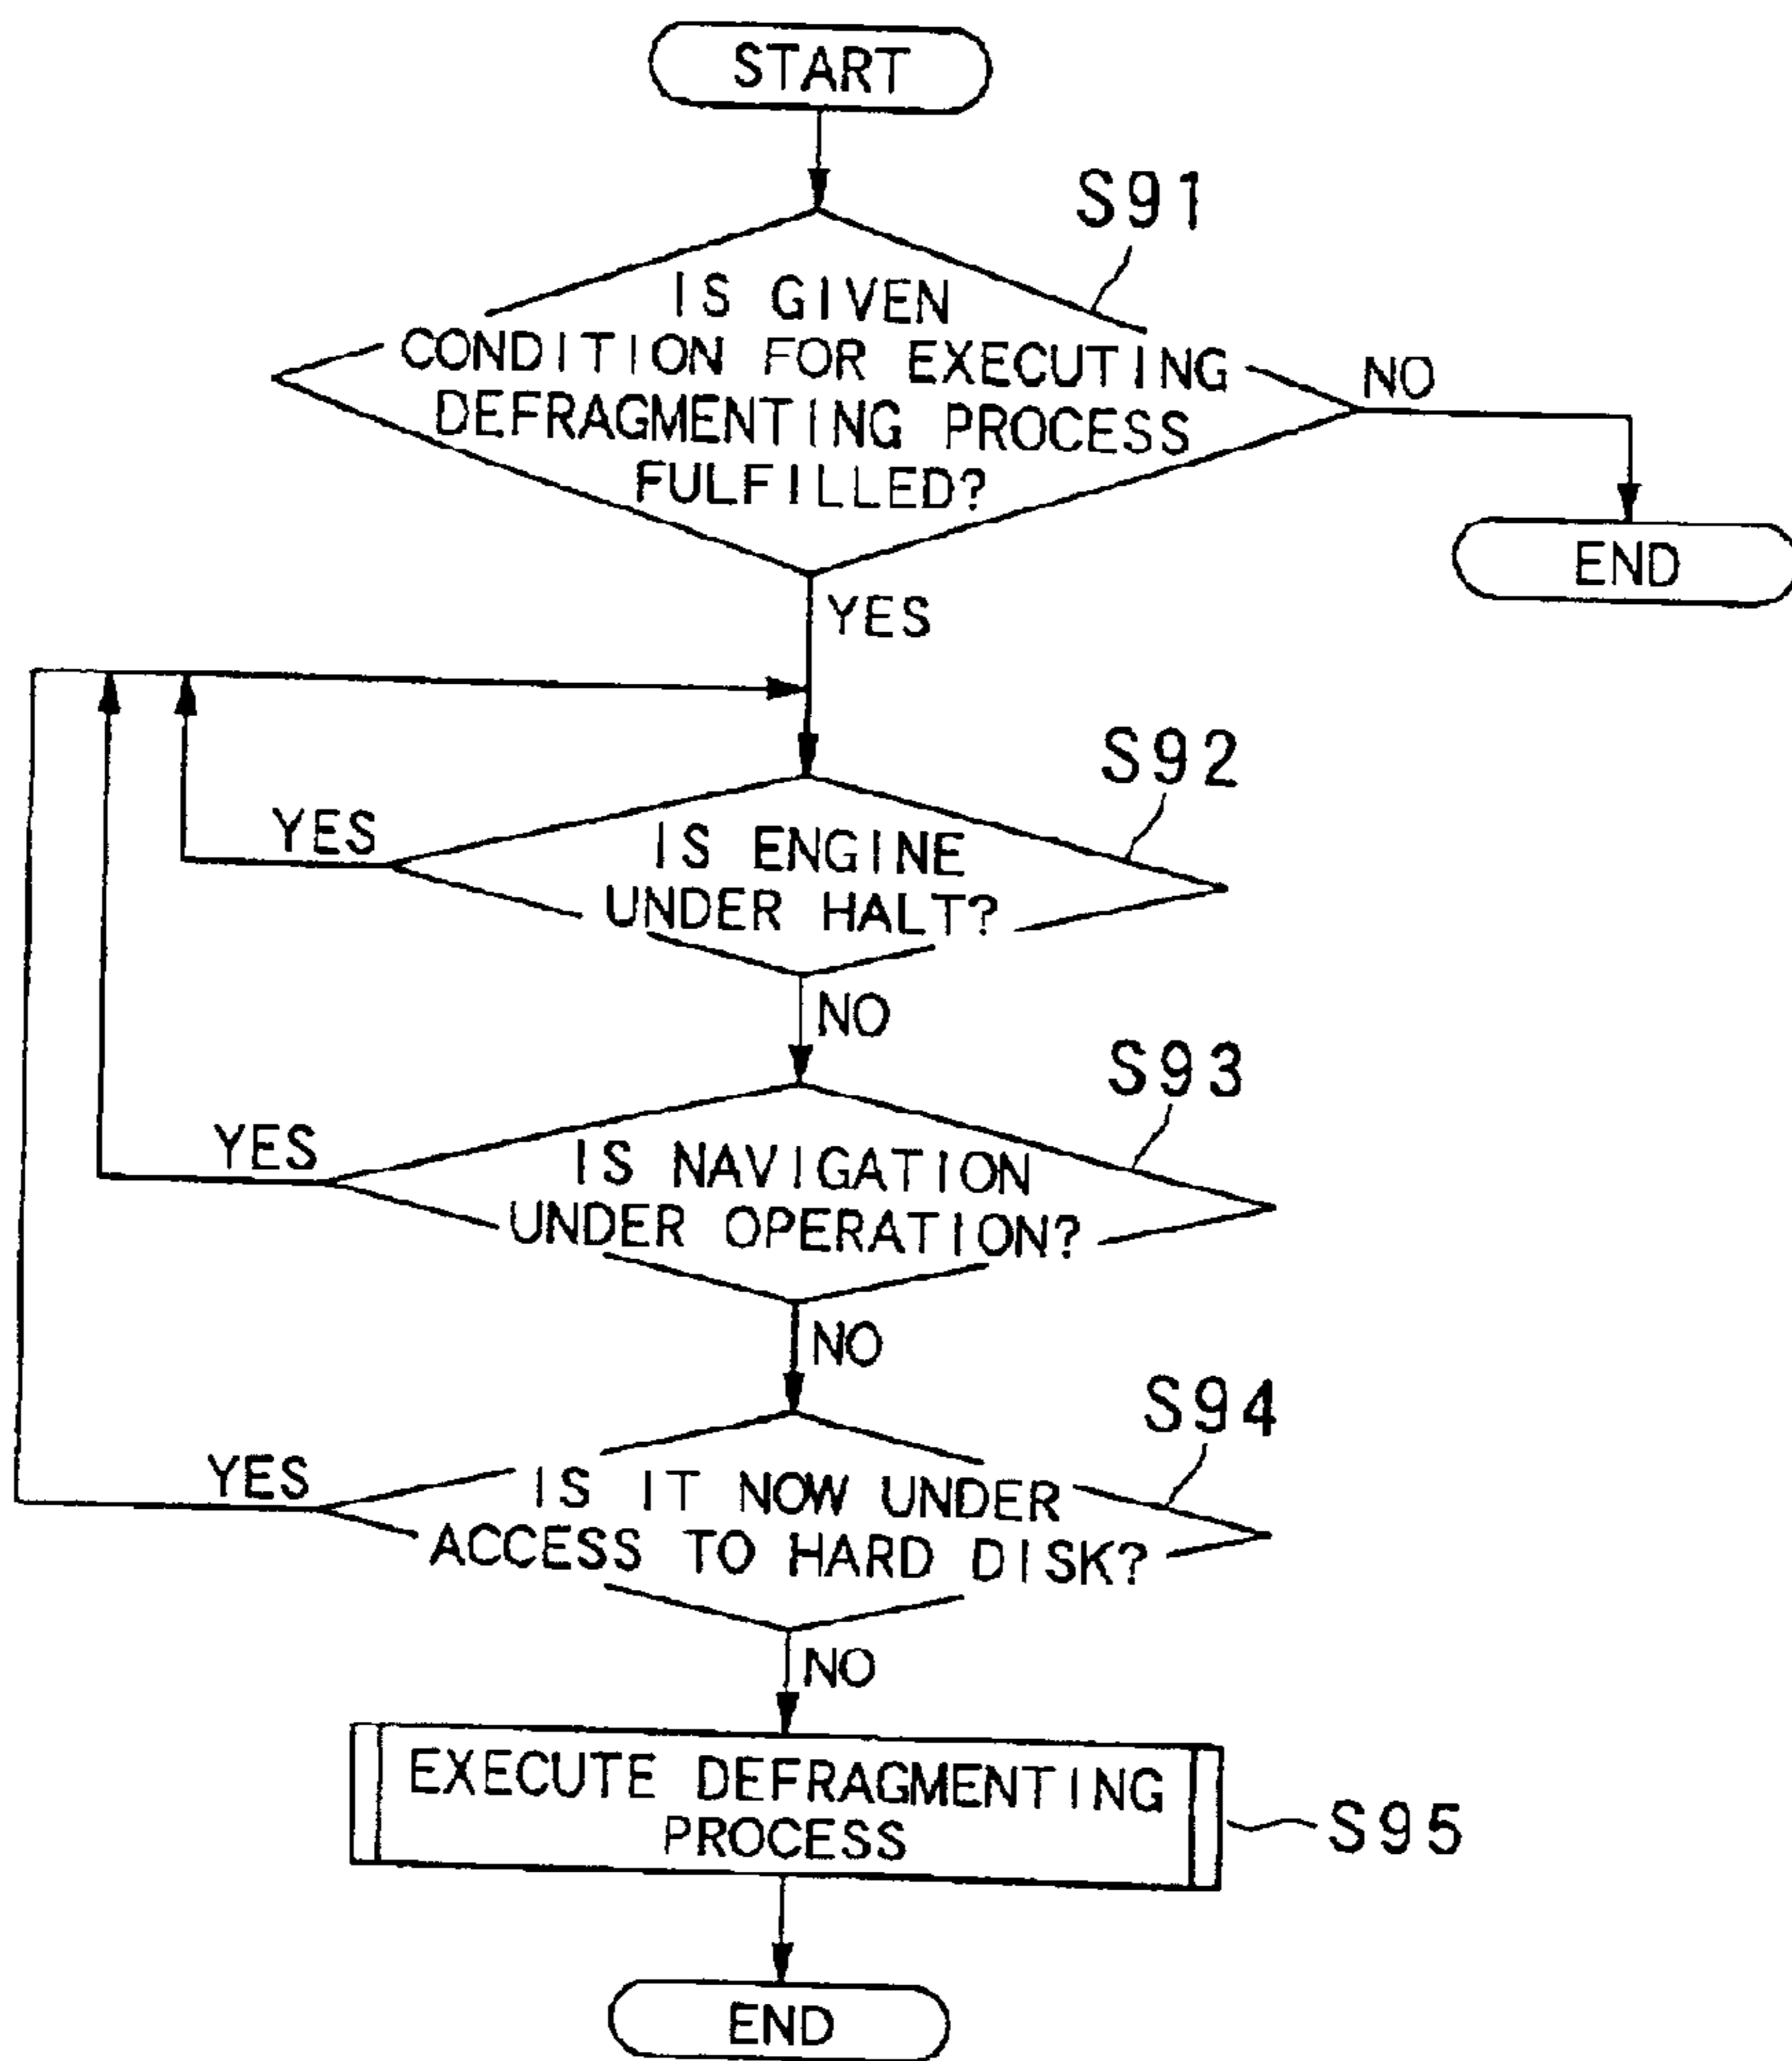 START
S91
IS GIVEN
CONDITION FOR EXECUTING
DEFRAGMENTING PROCESS
FULFILLED?
NO
END
YES
S92
YES
IS ENGINE
UNDER HALT?
NO
S93
YES
IS NAVIGATION
UNDER OPERATION?
NO
S94
YES
IS IT NOW UNDER
ACCESS TO HARD DISK?
NO
EXECUTE DEFRAGMENTING
PROCESS
S95
END